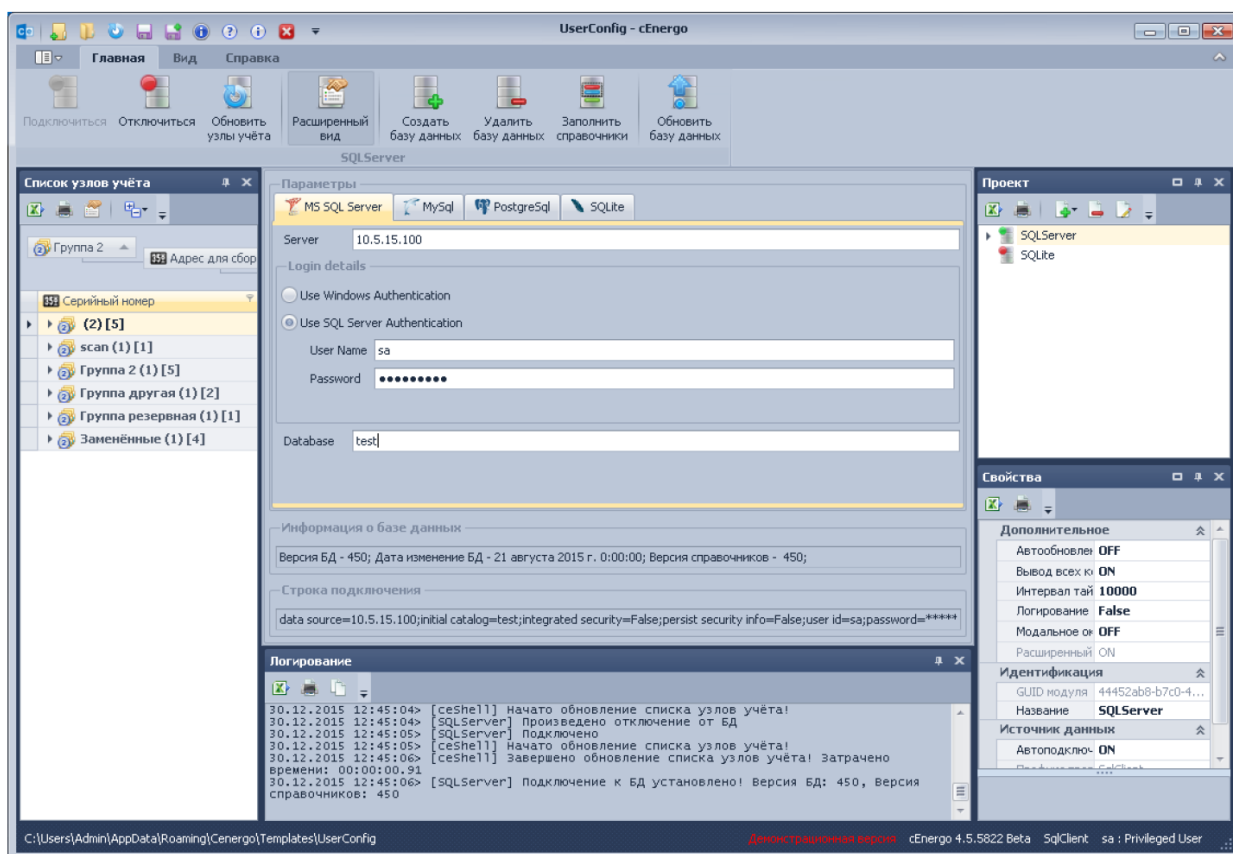 UserConfig - cEnergo
Главная Вид Справка
Подключиться Отключиться Обновить узлы учёта Расширенный вид Создать базу данных Удалить базу данных Заполнить справочники Обновить базу данных
SQLServer
Список узлов учёта
Группа 2
Адрес для сбор
Серийный номер
(2) [5]
scan (1) [1]
Группа 2 (1) [5]
Группа другая (1) [2]
Группа резервная (1) [1]
Заменённые (1) [4]
Параметры
MS SQL Server MySql PostgreSql SQLite
Server 10.5.15.100
Login details
Use Windows Authentication
Use SQL Server Authentication
User Name sa
Password •••••••••
Database test
Информация о базе данных
Версия БД - 450; Дата изменение БД - 21 августа 2015 г. 0:00:00; Версия справочников - 450;
Строка подключения
data source=10.5.15.100;initial catalog=test;integrated security=False;persist security info=False;user id=sa;password=*****
Логирование
30.12.2015 12:45:04> [ceShell] Начато обновление списка узлов учёта!
30.12.2015 12:45:04> [SQLServer] Произведено отключение от БД
30.12.2015 12:45:05> [SQLServer] Подключено
30.12.2015 12:45:05> [ceShell] Начато обновление списка узлов учёта!
30.12.2015 12:45:06> [ceShell] Завершено обновление списка узлов учёта! Затрачено
времени: 00:00:00.91
30.12.2015 12:45:06> [SQLServer] Подключение к БД установлено! Версия БД: 450, Версия
справочников: 450
Проект
SQLServer
SQLite
Свойства
Дополнительное
Автообновлен OFF
Вывод всех к ON
Интервал тай 10000
Логирование False
Модальное ок OFF
Расширенный ON
Идентификация
GUID модуля 44452ab8-b7c0-4...
Название SQLServer
Источник данных
Автоподключ ON
C:\Users\Admin\AppData\Roaming\Cenergo\Templates\UserConfig
Демонстрационная версия cEnergo 4.5.5822 Beta SqlClient sa : Privileged User